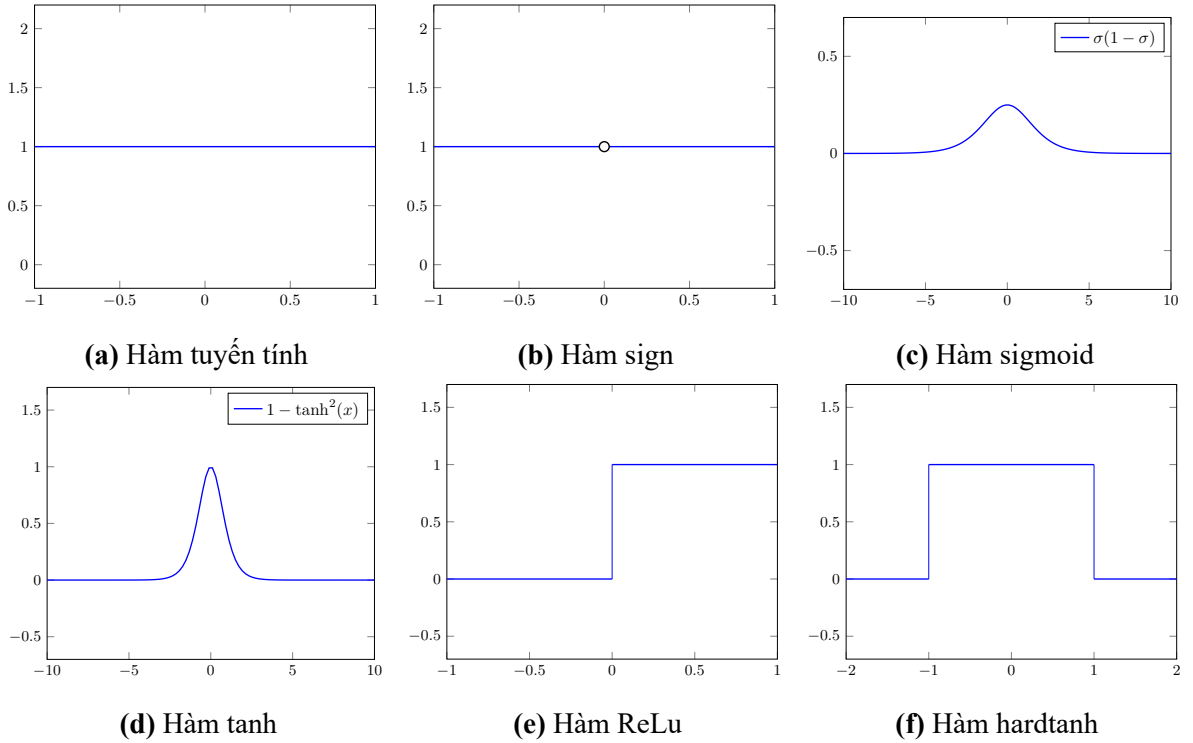 2
1.5
1
0.5
0
−1 −0.5 0 0.5 1
(a) Hàm tuyến tính
2
1.5
1
0.5
0
−1 −0.5 0 0.5 1
(b) Hàm sign
σ(1 − σ)
0.5
0
−0.5
−10 −5 0 5 10
(c) Hàm sigmoid
1 − tanh²(x)
1.5
1
0.5
0
−0.5
−10 −5 0 5 10
(d) Hàm tanh
1.5
1
0.5
0
−0.5
−1 −0.5 0 0.5 1
(e) Hàm ReLu
1.5
1
0.5
0
−0.5
−2 −1 0 1 2
(f) Hàm hardtanh